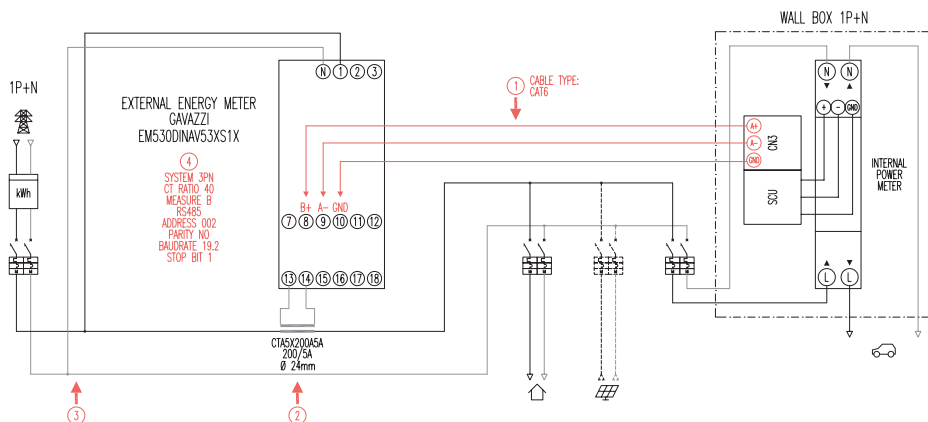 WALL BOX 1P+N
1P+N
N 1 2 3
EXTERNAL ENERGY METER
GAVAZZI
EM530DINAV53XS1X
4
SYSTEM 3PN
CT RATIO 40
MEASURE B
RS485
ADDRESS 002
PARITY NO
BAUDRATE 19.2
STOP BIT 1
kWh
B+ A- GND
7 8 9 10 11 12
13 14 15 16 17 18
CTA5X200A5A
200/5A
Ø 24mm
3
2
1
CABLE TYPE:
CAT6
A+
A-
GND
CN3
SCU
N N
+ - GND
INTERNAL
POWER
METER
L L